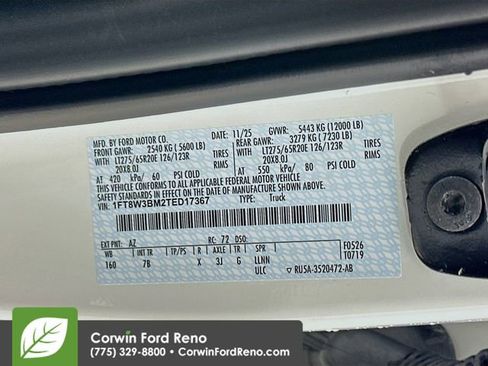 MFD. BY FORD MOTOR CO. 11/25 GVWR: 5443 KG (12000 LB)
FRONT GAWR: 2540 KG (5600 LB) REAR GAWR: 3279 KG (7230 LB)
WITH LT275/65R20E 126/123R TIRES WITH LT275/65R20E 126/123R TIRES
20X8.0J RIMS 20X8.0J RIMS
AT 420 kPa/ 60 PSI COLD AT 550 kPa/ 80 PSI COLD
THIS VEHICLE CONFORMS TO ALL APPLICABLE FEDERAL MOTOR VEHICLE
SAFETY STANDARDS IN EFFECT ON THE DATE OF MANUFACTURE SHOWN ABOVE.
VIN: 1FT8W3BM2TED17367 TYPE: Truck
EXT PNT: AZ RC: 72 DSO: F0526
WB INT TR TP/PS R AXLE TR SPR T0719
160 7B X 3J G LLNN
ULC RU5A-3520472-AB
Corwin Ford Reno
(775) 329-8800 • CorwinFordReno.com